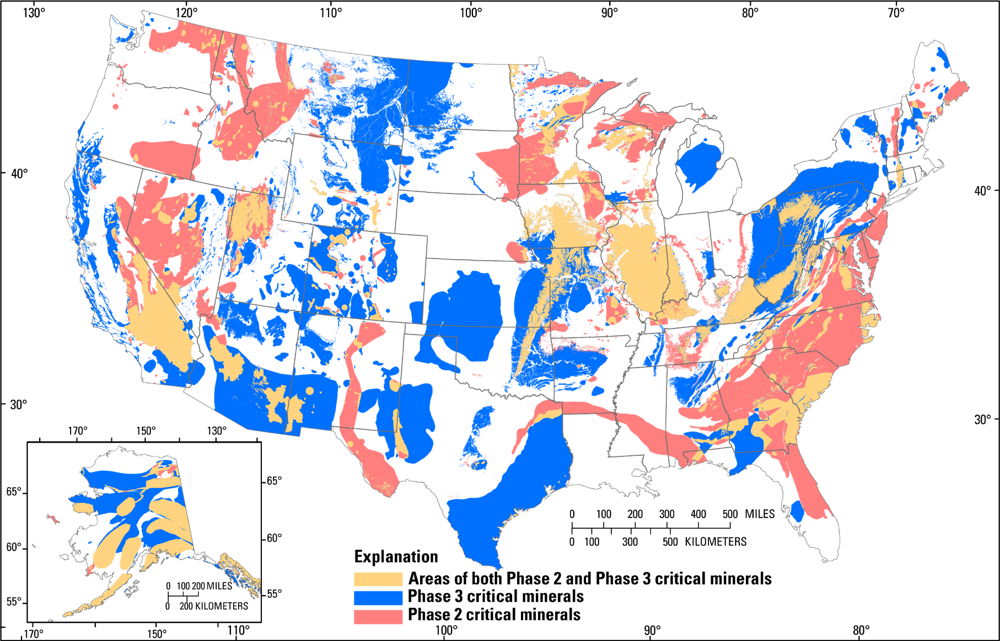 130° 120° 110° 100° 90° 80° 70°
40° 40°
30° 30°
170° 150° 130°
65° 65°
60° 60°
55° 55°
0 100 200 MILES
0 200 KILOMETERS
0 100 200 300 400 500 MILES
0 100 300 500 KILOMETERS
Explanation
Areas of both Phase 2 and Phase 3 critical minerals
Phase 3 critical minerals
Phase 2 critical minerals
170° 150° 110° 100° 90° 80°